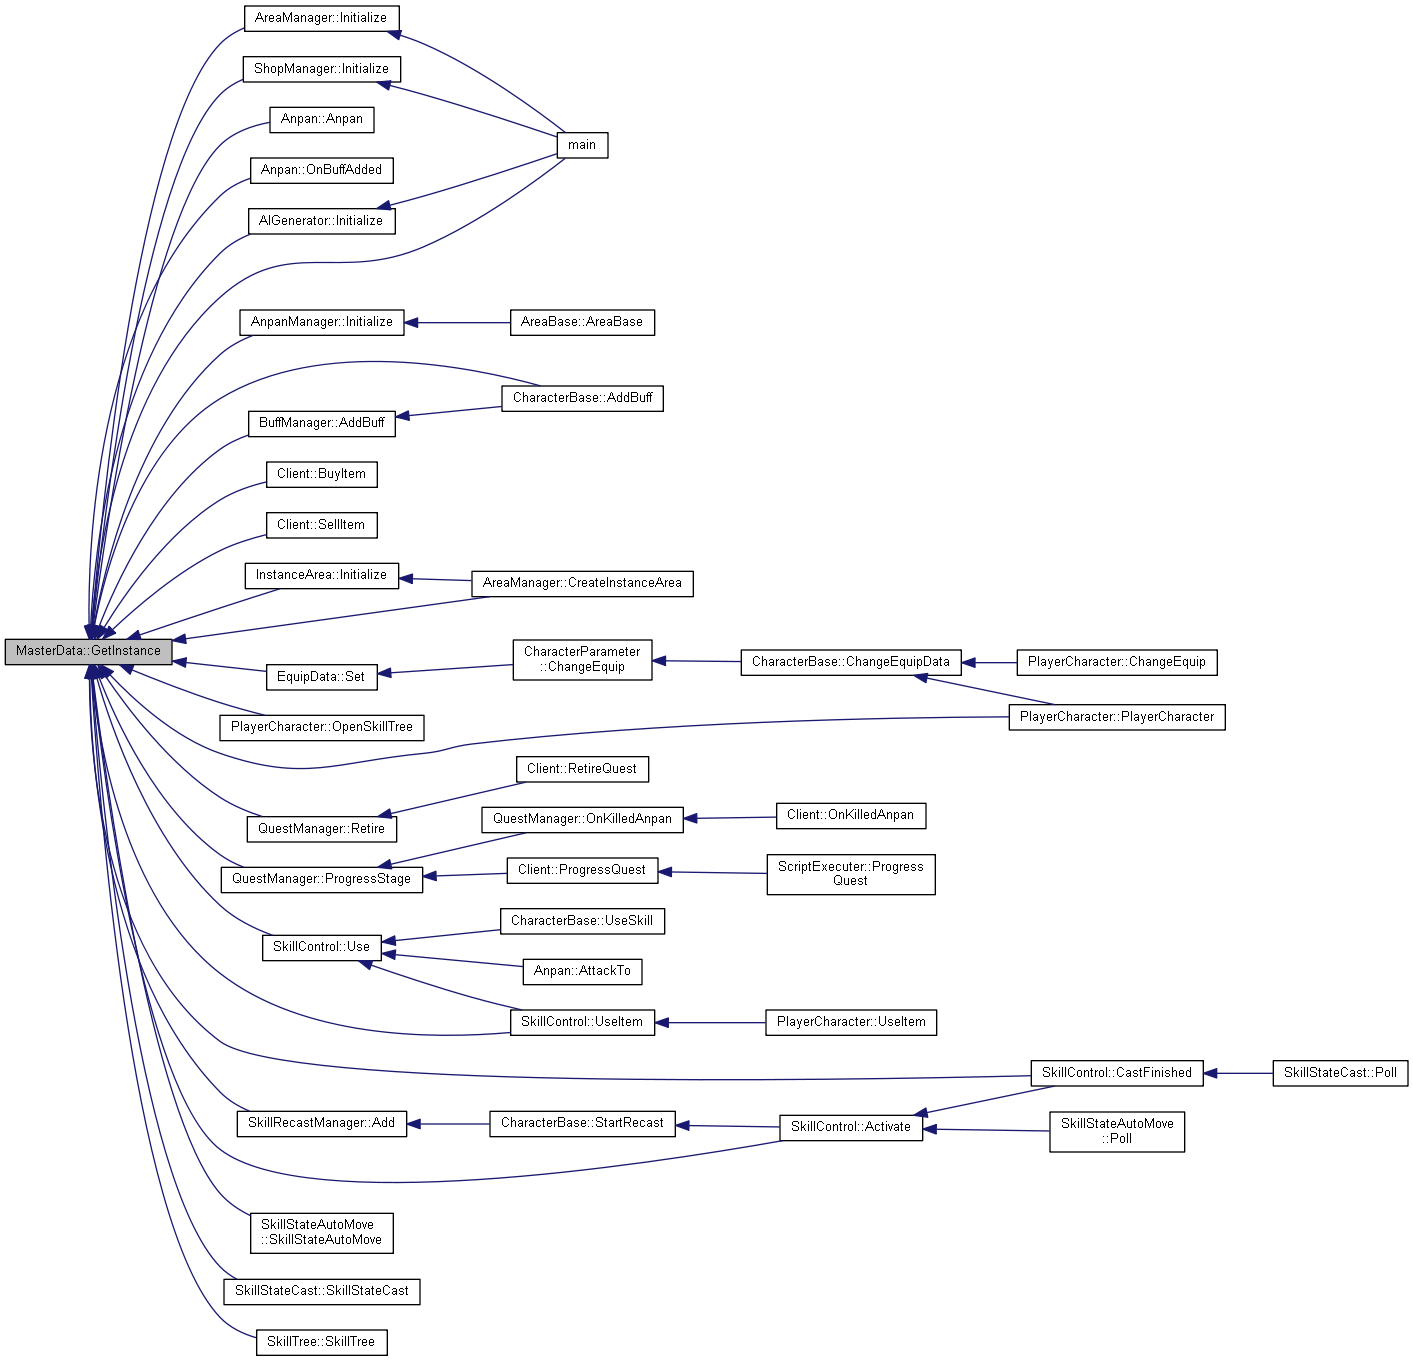 AreaManager::Initialize
ShopManager::Initialize
Anpan::Anpan
main
Anpan::OnBuffAdded
AIGenerator::Initialize
AnpanManager::Initialize
AreaBase::AreaBase
CharacterBase::AddBuff
BuffManager::AddBuff
Client::BuyItem
Client::SellItem
InstanceArea::Initialize
AreaManager::CreateInstanceArea
MasterData::GetInstance
CharacterParameter
::ChangeEquip
CharacterBase::ChangeEquipData
PlayerCharacter::ChangeEquip
EquipData::Set
PlayerCharacter::PlayerCharacter
PlayerCharacter::OpenSkillTree
Client::RetireQuest
QuestManager::Retire
QuestManager::OnKilledAnpan
Client::OnKilledAnpan
QuestManager::ProgressStage
Client::ProgressQuest
ScriptExecuter::Progress
Quest
CharacterBase::UseSkill
SkillControl::Use
Anpan::AttackTo
SkillControl::UseItem
PlayerCharacter::UseItem
SkillControl::CastFinished
SkillStateCast::Poll
SkillRecastManager::Add
CharacterBase::StartRecast
SkillControl::Activate
SkillStateAutoMove
::Poll
SkillStateAutoMove
::SkillStateAutoMove
SkillStateCast::SkillStateCast
SkillTree::SkillTree